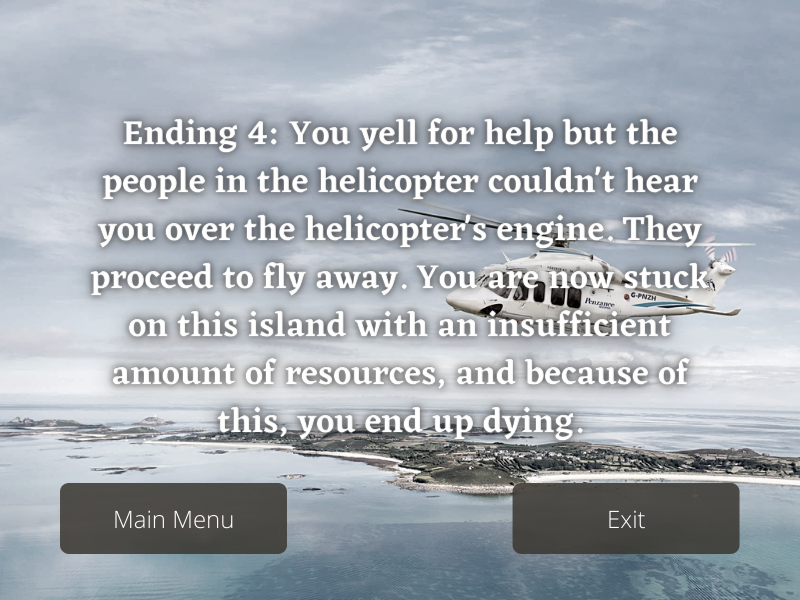 Ending 4: You yell for help but the
people in the helicopter couldn't hear
you over the helicopter's engine. They
proceed to fly away. You are now stuck
on this island with an insufficient
amount of resources, and because of
this, you end up dying.
Penzance
G-PNZH
Main Menu
Exit